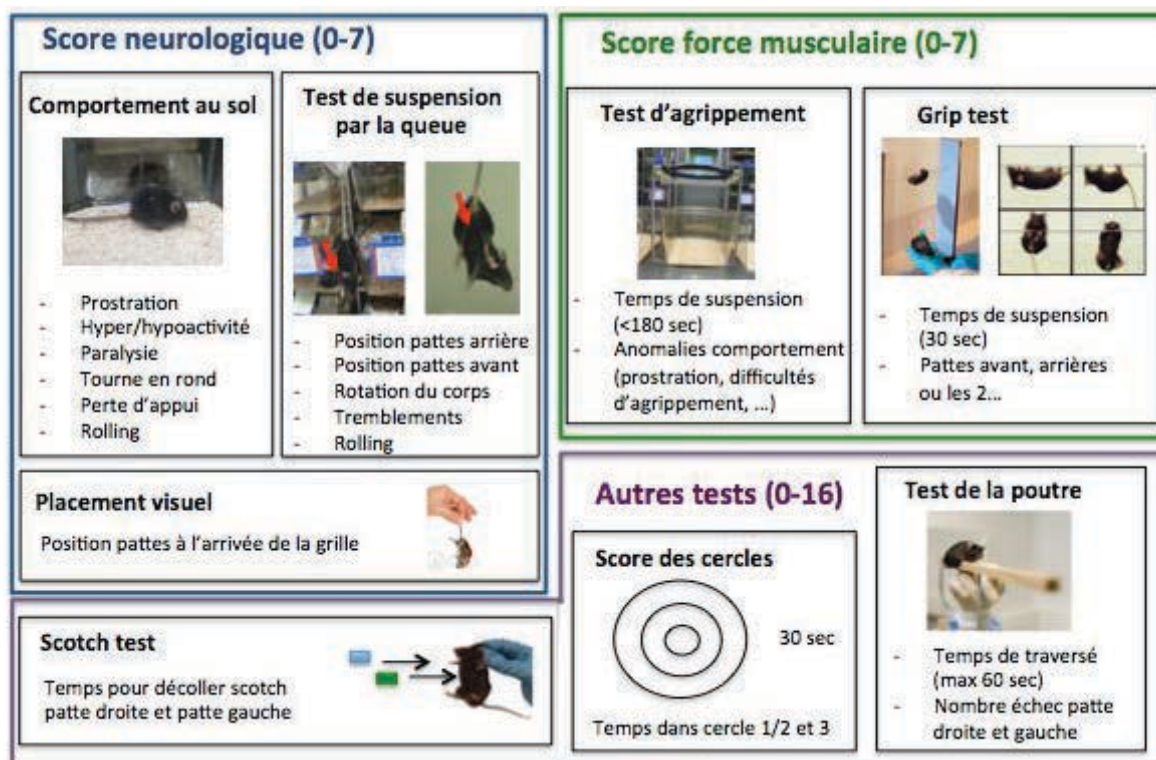 Score neurologique (0-7)
Comportement au sol
- Prostration
- Hyper/hypoactivité
- Paralysie
- Tourne en rond
- Perte d'appui
- Rolling
Test de suspension
par la queue
- Position pattes arrière
- Position pattes avant
- Rotation du corps
- Tremblements
- Rolling
Placement visuel
Position pattes à l'arrivée de la grille
Score force musculaire (0-7)
Test d'agrippement
- Temps de suspension
(<180 sec)
- Anomalies comportement
(prostration, difficultés
d'agrippement, ...)
Grip test
- Temps de suspension
(30 sec)
- Pattes avant, arrières
ou les 2...
Autres tests (0-16)
Scotch test
Temps pour décoller scotch
patte droite et patte gauche
Score des cercles
30 sec
Temps dans cercle 1/2 et 3
Test de la poutre
- Temps de traversé
(max 60 sec)
- Nombre échec patte
droite et gauche